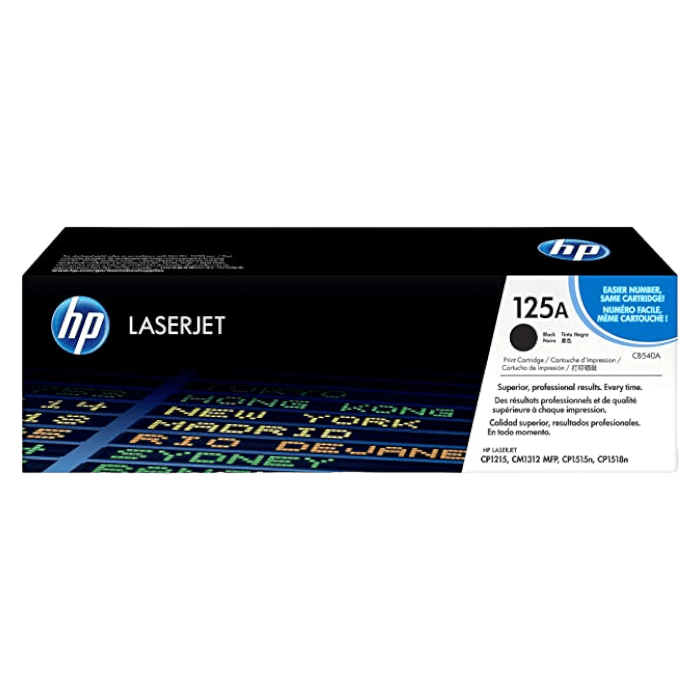 hp
hp
LASERJET
125A
EASIER NUMBER,
SAME CARTRIDGE!
NUMÉRO FACILE,
MÊME CARTOUCHE !
Black Tinta Negra
Noire 黑色
CB540A
Print Cartridge / Cartouche d'impression /
Cartucho de impresión / 打印硒鼓
Superior, professional results. Every time.
Des résultats professionnels et de qualité
supérieure à chaque impression.
Calidad superior, resultados profesionales.
En todo momento.
HP LASERJET
CP1215, CM1312 MFP, CP1515n, CP1518n
HONG KONG
14 NEW YORK
MADRID
15 RIO DEJANE
SYDNEY